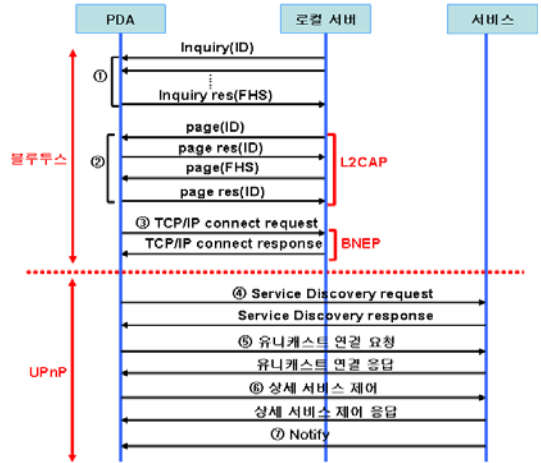 PDA
로컬 서비
서비스
Inquiry(ID)
①
Inquiry res(FHS)
page(ID)
page res(ID)
②
page(FHS)
page res(ID)
L2CAP
블루투스
③ TCP/IP connect request
TCP/IP connect response
BNEP
④ Service Discovery request
Service Discovery response
⑤ 유니캐스트 연결 요청
유니캐스트 연결 응답
UPnP
⑥ 상세 서비스 제어
상세 서비스 제어 응답
⑦ Notify